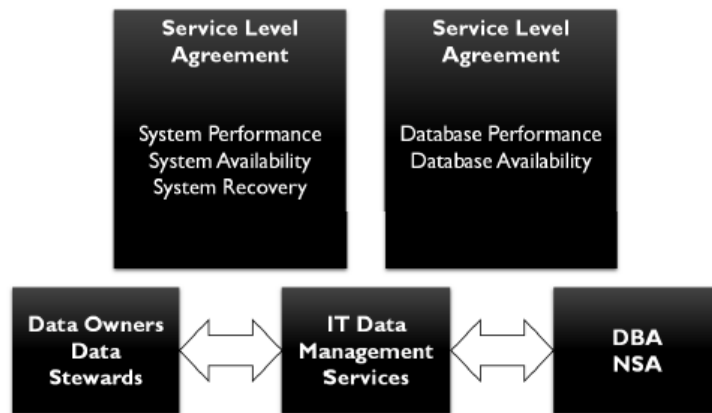 Service Level
Agreement
System Performance
System Availability
System Recovery
Service Level
Agreement
Database Performance
Database Availability
Data Owners
Data
Stewards
IT Data
Management
Services
DBA
NSA